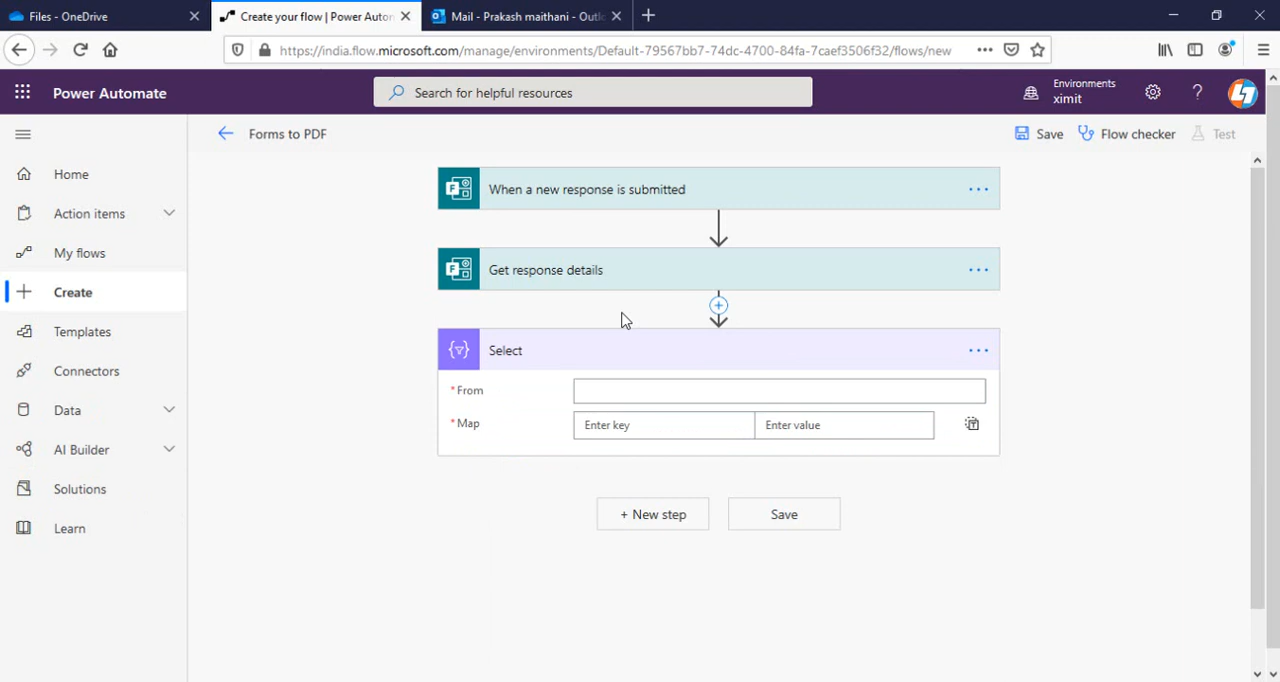 Files - OneDrive
Create your flow | Power Autom
Mail - Prakash maithani - Outlo
https://india.flow.microsoft.com/manage/environments/Default-79567bb7-74dc-4700-84fa-7caef3506f32/flows/new
Power Automate
Search for helpful resources
Environments
ximit
Forms to PDF
Save
Flow checker
Test
Home
Action items
My flows
Create
Templates
Connectors
Data
AI Builder
Solutions
Learn
When a new response is submitted
Get response details
Select
* From
* Map
Enter key
Enter value
+ New step
Save